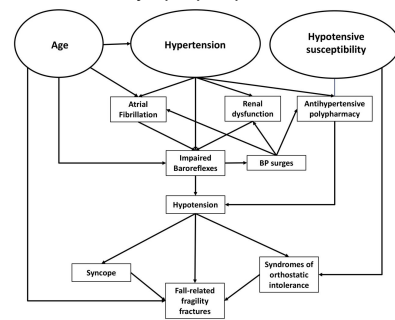 Age
Hypertension
Hypotensive
susceptibility
Atrial
Fibrillation
Renal
dysfunction
Antihypertensive
polypharmacy
Impaired
Baroreflexes
BP surges
Hypotension
Syncope
Fall-related
fragility
fractures
Syndromes of
orthostatic
intolerance